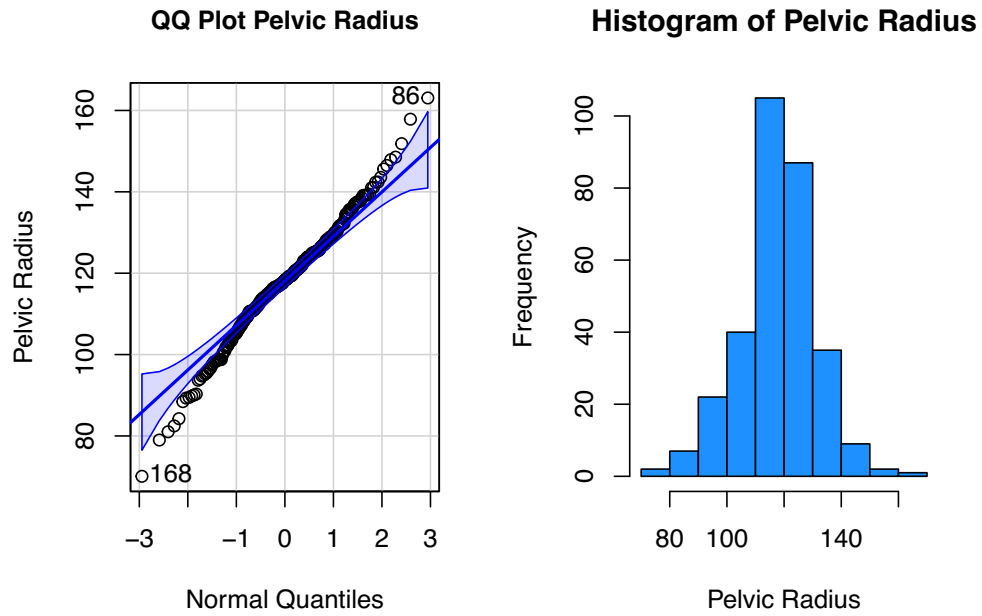 QQ Plot Pelvic Radius
Pelvic Radius
80 100 120 140 160
86
168
−3 −1 0 1 2 3
Normal Quantiles
Histogram of Pelvic Radius
Frequency
0 20 40 60 80 100
80 100 140
Pelvic Radius